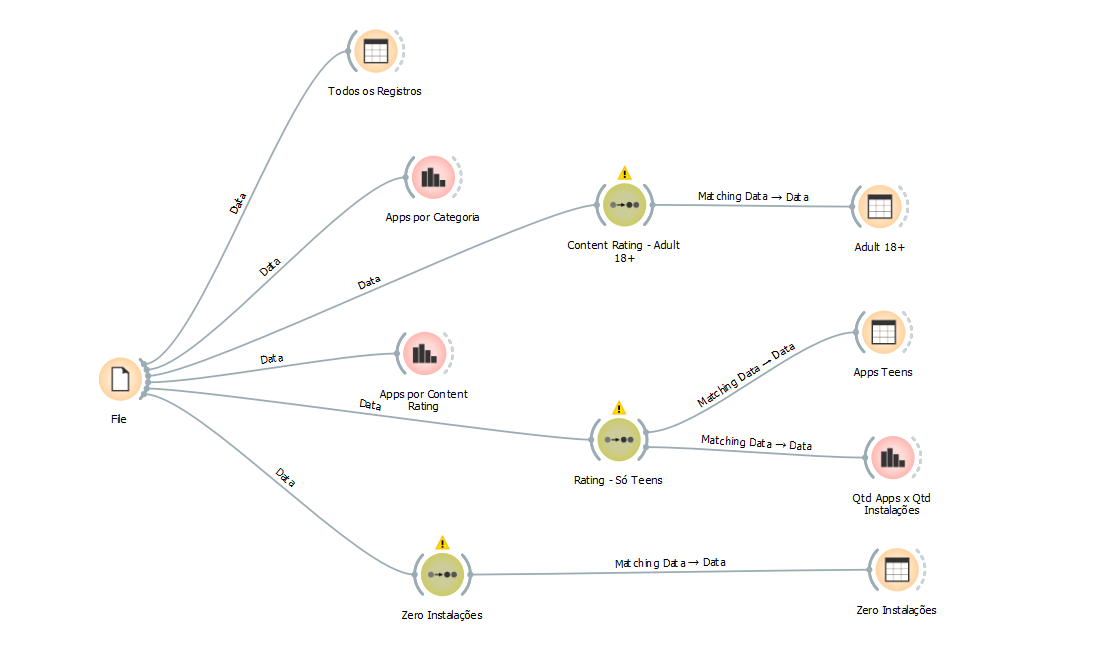 Todos os Registros
Data
Apps por Categoria
Data
Content Rating - Adult
18+
Matching Data → Data
Adult 18+
Data
File
Data
Apps por Content
Rating
Data
Rating - Só Teens
Matching Data → Data
Apps Teens
Matching Data → Data
Qtd Apps x Qtd
Instalações
Data
Zero Instalações
Matching Data → Data
Zero Instalações